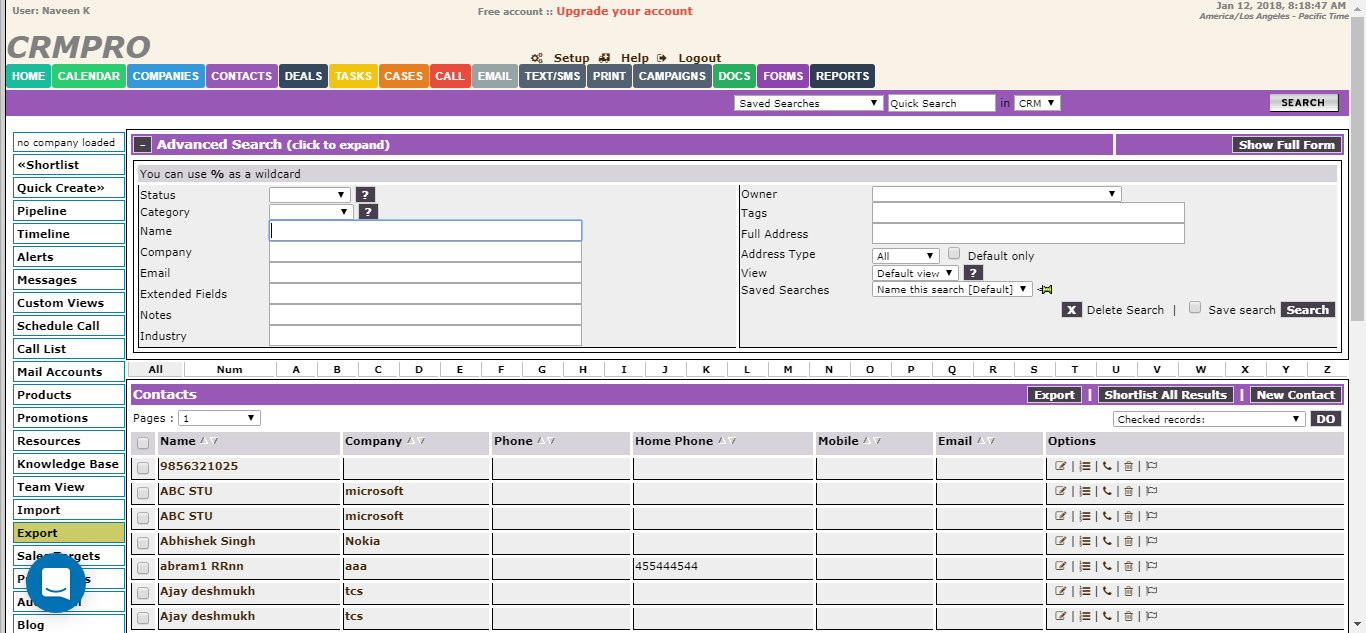 User: Naveen K
Free account :: Upgrade your account
Jan 12, 2018, 8:18:47 AM
America/Los Angeles - Pacific Time
CRMPRO
Setup Help Logout
HOME CALENDAR COMPANIES CONTACTS DEALS TASKS CASES CALL EMAIL TEXT/SMS PRINT CAMPAIGNS DOCS FORMS REPORTS
Saved Searches Quick Search in CRM SEARCH
no company loaded
«Shortlist
Quick Create»
Pipeline
Timeline
Alerts
Messages
Custom Views
Schedule Call
Call List
Mail Accounts
Products
Promotions
Resources
Knowledge Base
Team View
Import
Export
Sales Targets
Blog
- Advanced Search (click to expand) Show Full Form
You can use % as a wildcard
Status ?
Category ?
Name
Company
Email
Extended Fields
Notes
Industry
Owner
Tags
Full Address
Address Type All Default only
View Default view ?
Saved Searches Name this search [Default]
X Delete Search | Save search Search
All Num A B C D E F G H I J K L M N O P Q R S T U V W X Y Z
Contacts Export | Shortlist All Results | New Contact
Pages : 1 Checked records: DO
Name Company Phone Home Phone Mobile Email Options
9856321025
ABC STU microsoft
ABC STU microsoft
Abhishek Singh Nokia
abram1 RRnn aaa 455444544
Ajay deshmukh tcs
Ajay deshmukh tcs